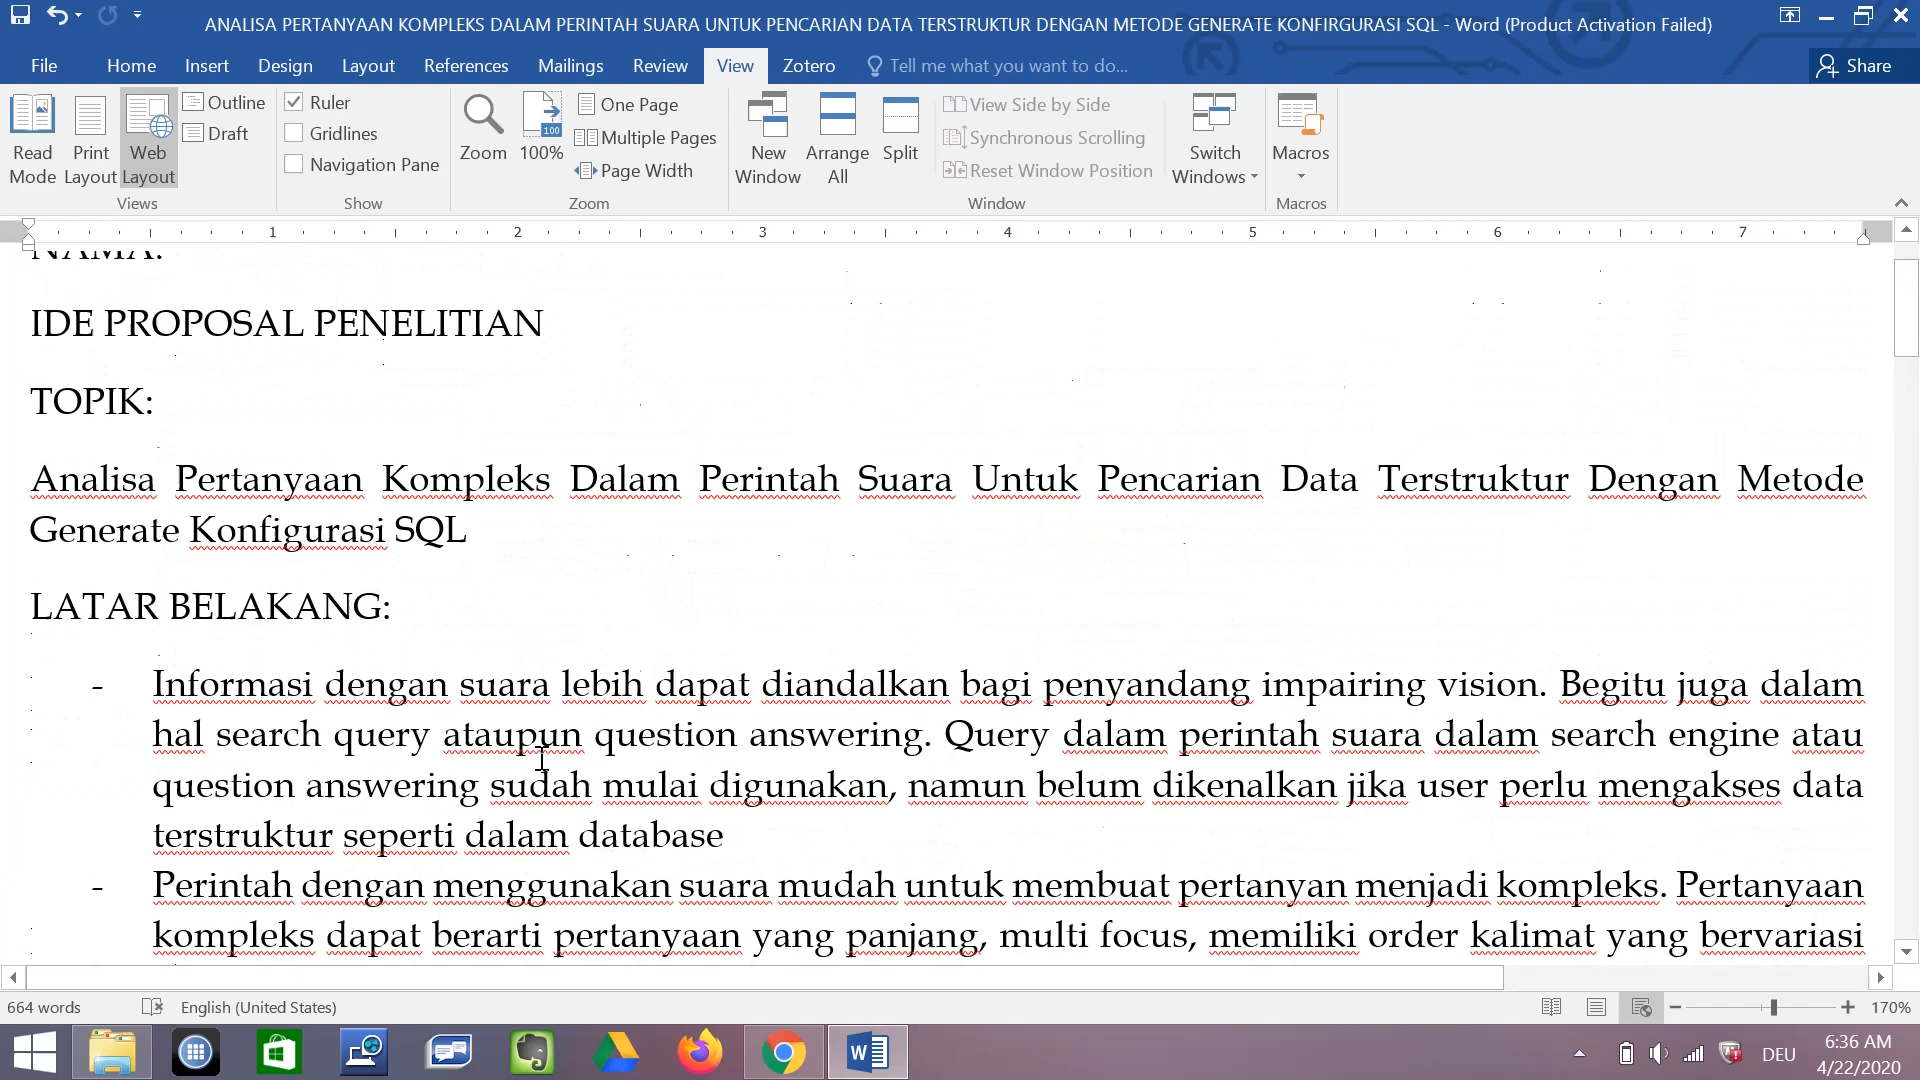 ANALISA PERTANYAAN KOMPLEKS DALAM PERINTAH SUARA UNTUK PENCARIAN DATA TERSTRUKTUR DENGAN METODE GENERATE KONFIRGURASI SQL - Word (Product Activation Failed)
File Home Insert Design Layout References Mailings Review View Zotero Tell me what you want to do... Share
Read Mode
Print Layout
Web Layout
Outline
Draft
Views
Ruler
Gridlines
Navigation Pane
Show
Zoom
100
100%
One Page
Multiple Pages
Page Width
Zoom
New Window
Arrange All
Split
View Side by Side
Synchronous Scrolling
Reset Window Position
Window
Switch Windows
Macros
Macros
1 2 3 4 5 6 7
NAMA:
IDE PROPOSAL PENELITIAN
TOPIK:
Analisa Pertanyaan Kompleks Dalam Perintah Suara Untuk Pencarian Data Terstruktur Dengan Metode
Generate Konfigurasi SQL
LATAR BELAKANG:
- Informasi dengan suara lebih dapat diandalkan bagi penyandang impairing vision. Begitu juga dalam
hal search query ataupun question answering. Query dalam perintah suara dalam search engine atau
question answering sudah mulai digunakan, namun belum dikenalkan jika user perlu mengakses data
terstruktur seperti dalam database
- Perintah dengan menggunakan suara mudah untuk membuat pertanyan menjadi kompleks. Pertanyaan
kompleks dapat berarti pertanyaan yang panjang, multi focus, memiliki order kalimat yang bervariasi
664 words English (United States) 170%
DEU
6:36 AM
4/22/2020